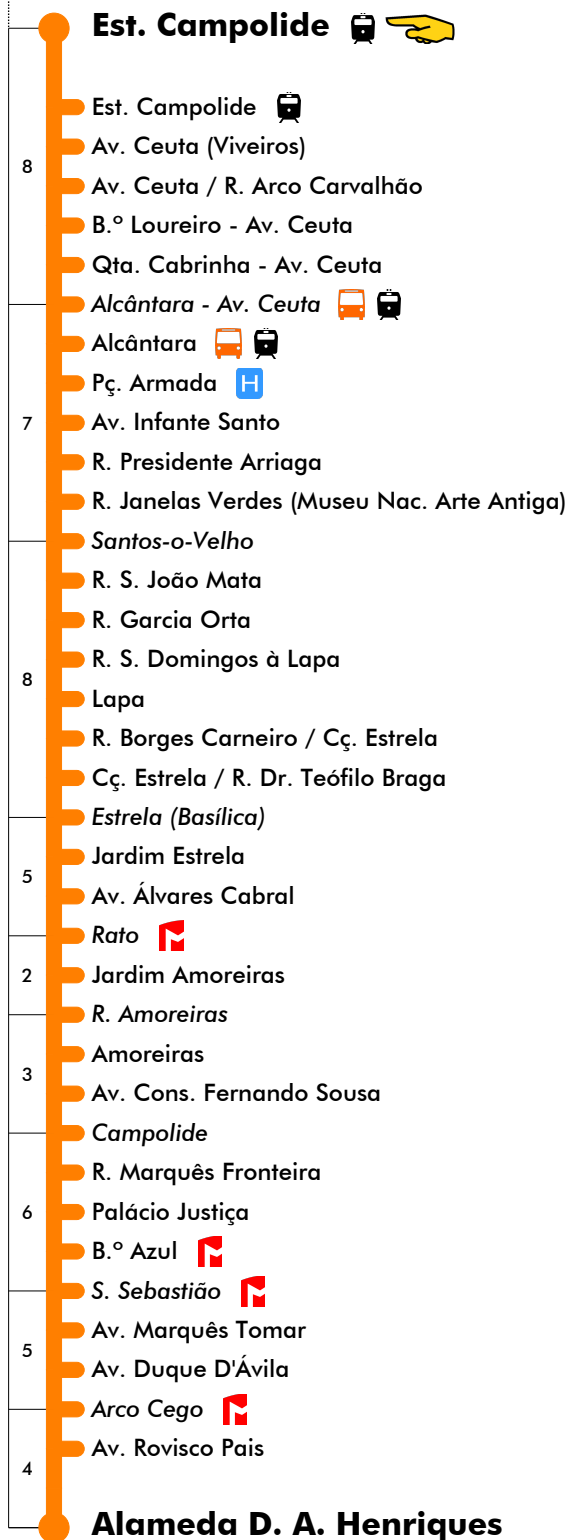 Est. Campolide
Est. Campolide
Av. Ceuta (Viveiros)
8
Av. Ceuta / R. Arco Carvalhão
B.º Loureiro - Av. Ceuta
Qta. Cabrinha - Av. Ceuta
Alcântara - Av. Ceuta
Alcântara
Pç. Armada H
7 Av. Infante Santo
R. Presidente Arriaga
R. Janelas Verdes (Museu Nac. Arte Antiga)
Santos-o-Velho
R. S. João Mata
R. Garcia Orta
R. S. Domingos à Lapa
8
Lapa
R. Borges Carneiro / Cç. Estrela
Cç. Estrela / R. Dr. Teófilo Braga
Estrela (Basílica)
Jardim Estrela
5
Av. Álvares Cabral
Rato
2 Jardim Amoreiras
R. Amoreiras
Amoreiras
3
Av. Cons. Fernando Sousa
Campolide
R. Marquês Fronteira
6 Palácio Justiça
B.º Azul
S. Sebastião
Av. Marquês Tomar
5
Av. Duque D'Ávila
Arco Cego
Av. Rovisco Pais
4
Alameda D. A. Henriques